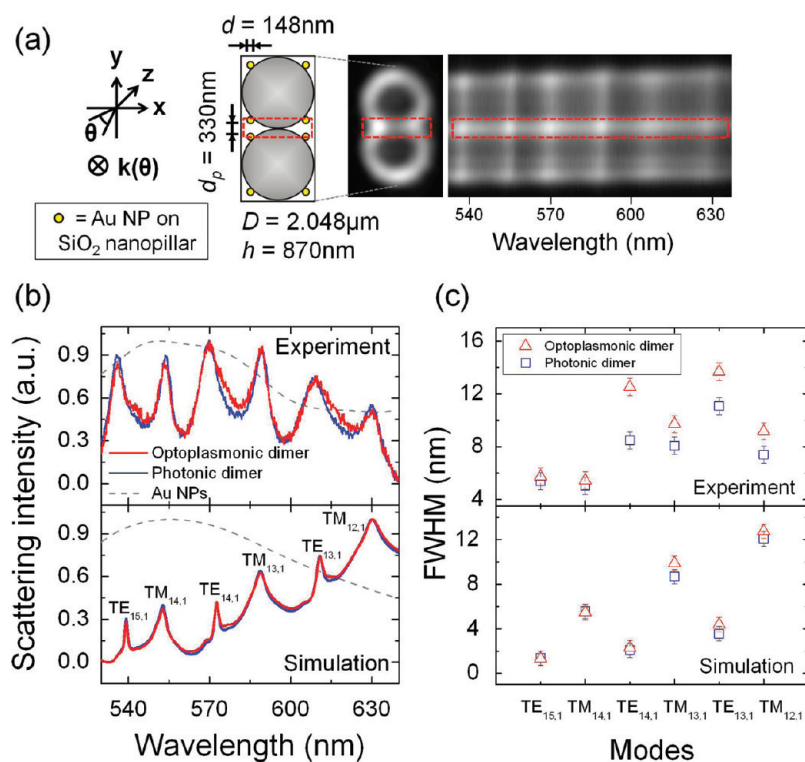 (a)
d = 148nm
y
z
x
θ
k(θ)
d_p = 330nm
= Au NP on
SiO₂ nanopillar
D = 2.048μm
h = 870nm
540 570 600 630
Wavelength (nm)
(b)
Scattering intensity (a.u.)
0.9
0.6
0.3
0.0
Experiment
Optoplasmonic dimer
Photonic dimer
Au NPs
0.9
0.6
0.3
0.0
TE₁₅,₁
TM₁₄,₁
TE₁₄,₁
TM₁₃,₁
TE₁₃,₁
TM₁₂,₁
Simulation
540 570 600 630
Wavelength (nm)
(c)
FWHM (nm)
16
12
8
4
Optoplasmonic dimer
Photonic dimer
Experiment
12
8
4
0
Simulation
TE₁₅,₁ TM₁₄,₁ TE₁₄,₁ TM₁₃,₁ TE₁₃,₁ TM₁₂,₁
Modes